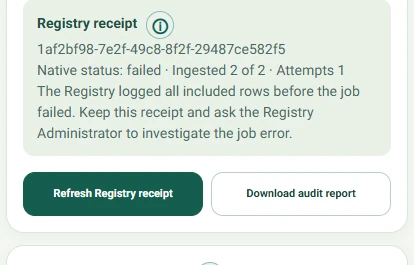 Registry receipt
1af2bf98-7e2f-49c8-8f2f-29487ce582f5
Native status: failed · Ingested 2 of 2 · Attempts 1
The Registry logged all included rows before the job
failed. Keep this receipt and ask the Registry
Administrator to investigate the job error.
Refresh Registry receipt
Download audit report